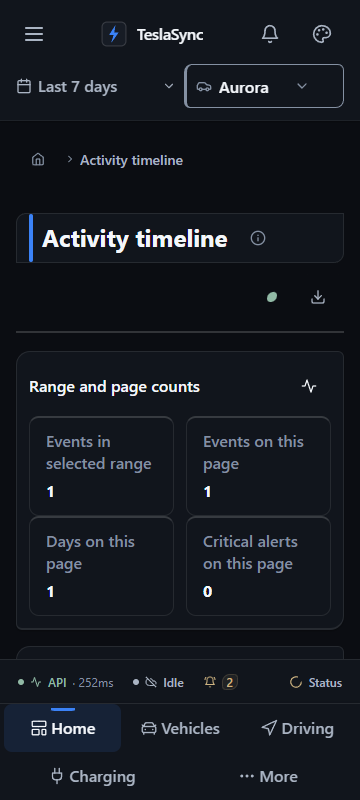 TeslaSync
Last 7 days
Aurora
Activity timeline
Activity timeline
Range and page counts
Events in
selected range
1
Events on this
page
1
Days on this
page
1
Critical alerts
on this page
0
API · 252ms
Idle
2
Status
Home
Vehicles
Driving
Charging
More